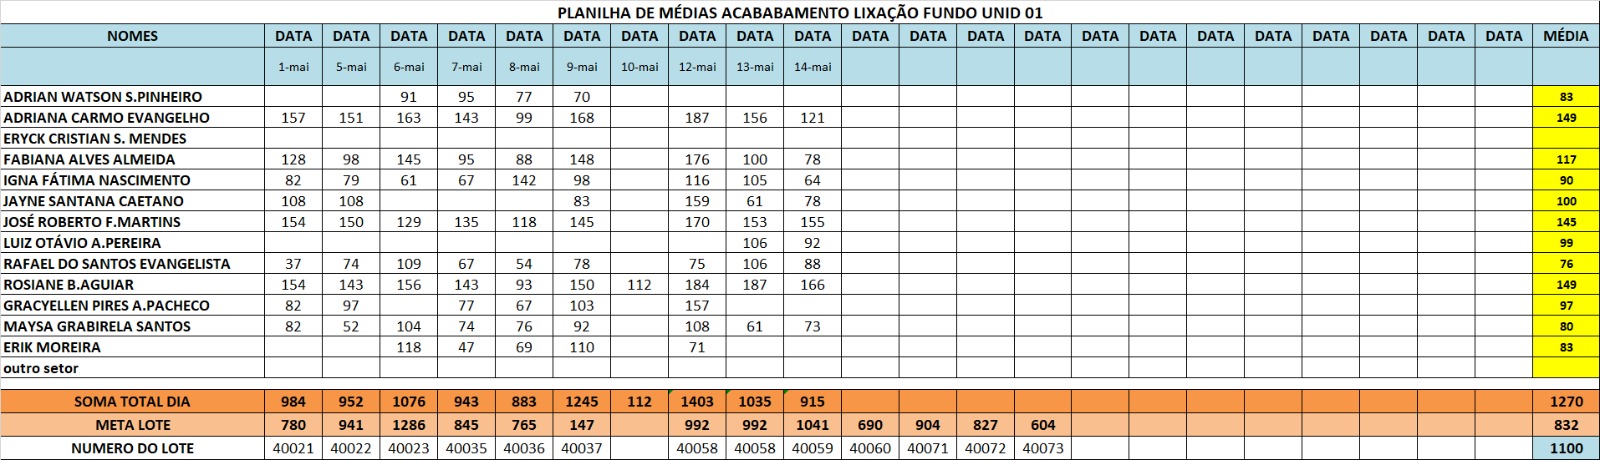 PLANILHA DE MÉDIAS ACABABAMENTO LIXAÇÃO FUNDO UNID 01
NOMES DATA DATA DATA DATA DATA DATA DATA DATA DATA DATA DATA DATA DATA DATA DATA DATA DATA DATA DATA DATA DATA DATA MÉDIA
1-mai 5-mai 6-mai 7-mai 8-mai 9-mai 10-mai 12-mai 13-mai 14-mai
ADRIAN WATSON S.PINHEIRO 91 95 77 70 83
ADRIANA CARMO EVANGELHO 157 151 163 143 99 168 187 156 121 149
ERYCK CRISTIAN S. MENDES
FABIANA ALVES ALMEIDA 128 98 145 95 88 148 176 100 78 117
IGNA FÁTIMA NASCIMENTO 82 79 61 67 142 98 116 105 64 90
JAYNE SANTANA CAETANO 108 108 83 159 61 78 100
JOSÉ ROBERTO F.MARTINS 154 150 129 135 118 145 170 153 155 145
LUIZ OTÁVIO A.PEREIRA 106 92 99
RAFAEL DO SANTOS EVANGELISTA 37 74 109 67 54 78 75 106 88 76
ROSIANE B.AGUIAR 154 143 156 143 93 150 112 184 187 166 149
GRACYELLEN PIRES A.PACHECO 82 97 77 67 103 157 97
MAYSA GRABIRELA SANTOS 82 52 104 74 76 92 108 61 73 80
ERIK MOREIRA 118 47 69 110 71 83
outro setor
SOMA TOTAL DIA 984 952 1076 943 883 1245 112 1403 1035 915 1270
META LOTE 780 941 1286 845 765 147 992 992 1041 690 904 827 604 832
NUMERO DO LOTE 40021 40022 40023 40035 40036 40037 40058 40058 40059 40060 40071 40072 40073 1100